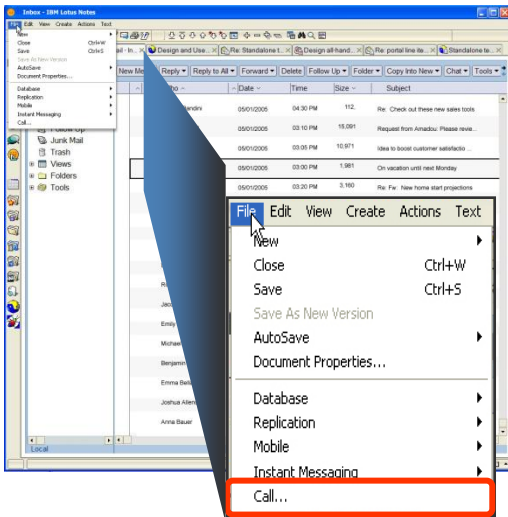 Inbox - IBM Lotus Notes
File Edit View Create Actions Text
New
Close Ctrl+W
Save Ctrl+S
Save As New Version
AutoSave
Document Properties...
Database
Replication
Mobile
Instant Messaging
Call...
Design and Use... Re: Standalone t... Design all-hand... Re: portal line ite... Standalone te...
Reply Reply to All Forward Delete Follow Up Folder Copy Into New Chat Tools
Date Time Size Subject
05/01/2005 04:30 PM 112, Re: Check out these new sales tools
05/01/2005 03:10 PM 15,091 Request from Amadou: Please revie...
05/01/2005 03:05 PM 10,971 Idea to boost customer satisfactio...
05/01/2005 03:00 PM 1,981 On vacation until next Monday
05/01/2005 03:20 PM 3,160 Re: Fw: New home start projections
Follow Up
Junk Mail
Trash
Views
Folders
Tools
Emily
Michael
Benjamin
Emma
Joshua Allen
Anna Bauer
Local
File Edit View Create Actions Text
New
Close Ctrl+W
Save Ctrl+S
Save As New Version
AutoSave
Document Properties...
Database
Replication
Mobile
Instant Messaging
Call...